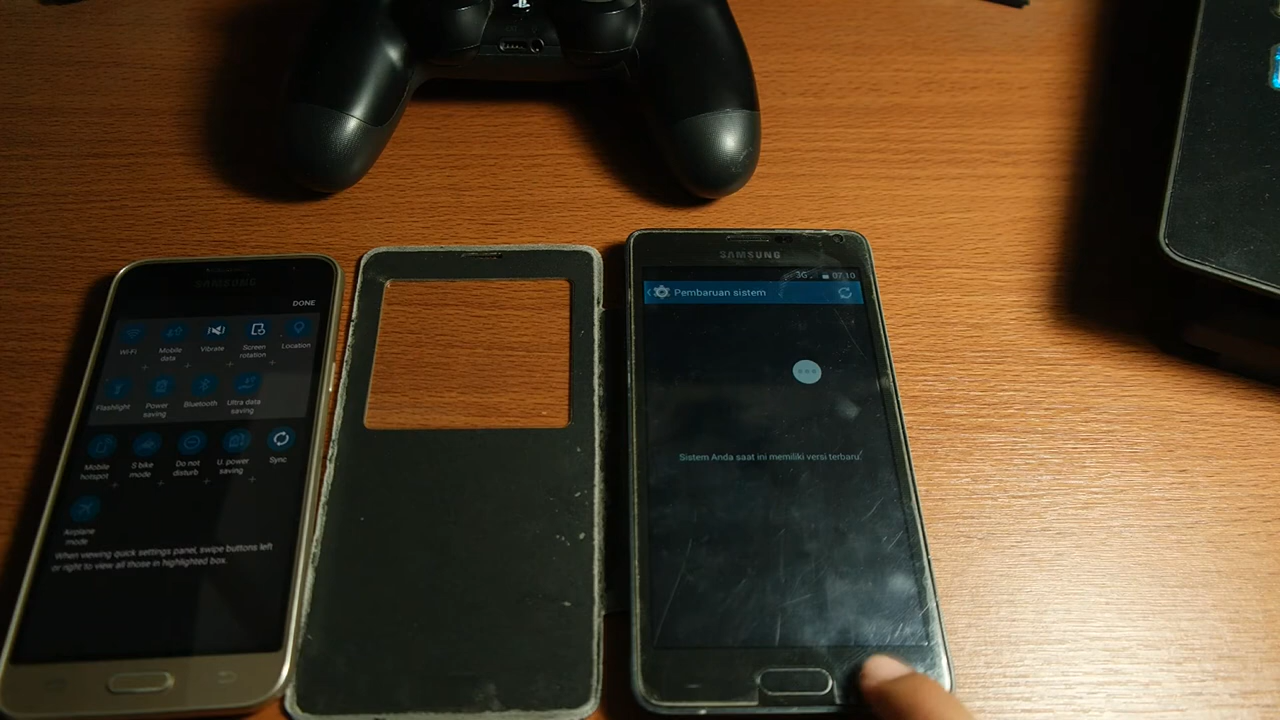 SAMSUNG
DONE
Wi-Fi
Mobile data
Vibrate
Screen rotation
Location
Flashlight
Power saving
Bluetooth
Ultra data saving
Mobile hotspot
S bike mode
Do not disturb
U. power saving
Sync
Airplane mode
When viewing quick settings panel, swipe buttons left
or right to view all those in highlighted box.
SAMSUNG
3G 07.10
Pembaruan sistem
Sistem Anda saat ini memiliki versi terbaru.